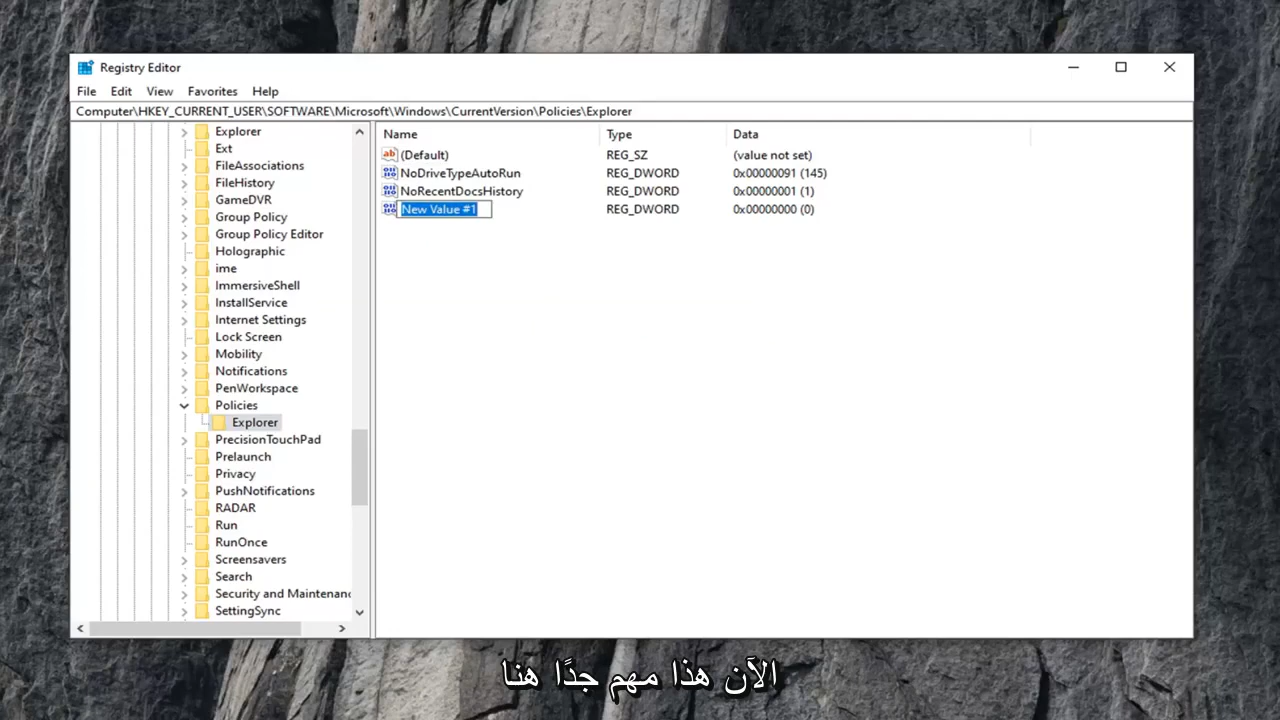 Registry Editor
File Edit View Favorites Help
Computer\HKEY_CURRENT_USER\SOFTWARE\Microsoft\Windows\CurrentVersion\Policies\Explorer
Explorer
Ext
FileAssociations
FileHistory
GameDVR
Group Policy
Group Policy Editor
Holographic
ime
ImmersiveShell
InstallService
Internet Settings
Lock Screen
Mobility
Notifications
PenWorkspace
Policies
Explorer
PrecisionTouchPad
Prelaunch
Privacy
PushNotifications
RADAR
Run
RunOnce
Screensavers
Search
Security and Maintenanc
SettingSync
Name Type Data
(Default) REG_SZ (value not set)
NoDriveTypeAutoRun REG_DWORD 0x00000091 (145)
NoRecentDocsHistory REG_DWORD 0x00000001 (1)
New Value #1 REG_DWORD 0x00000000 (0)
الآن هذا مهم جدًا هنا